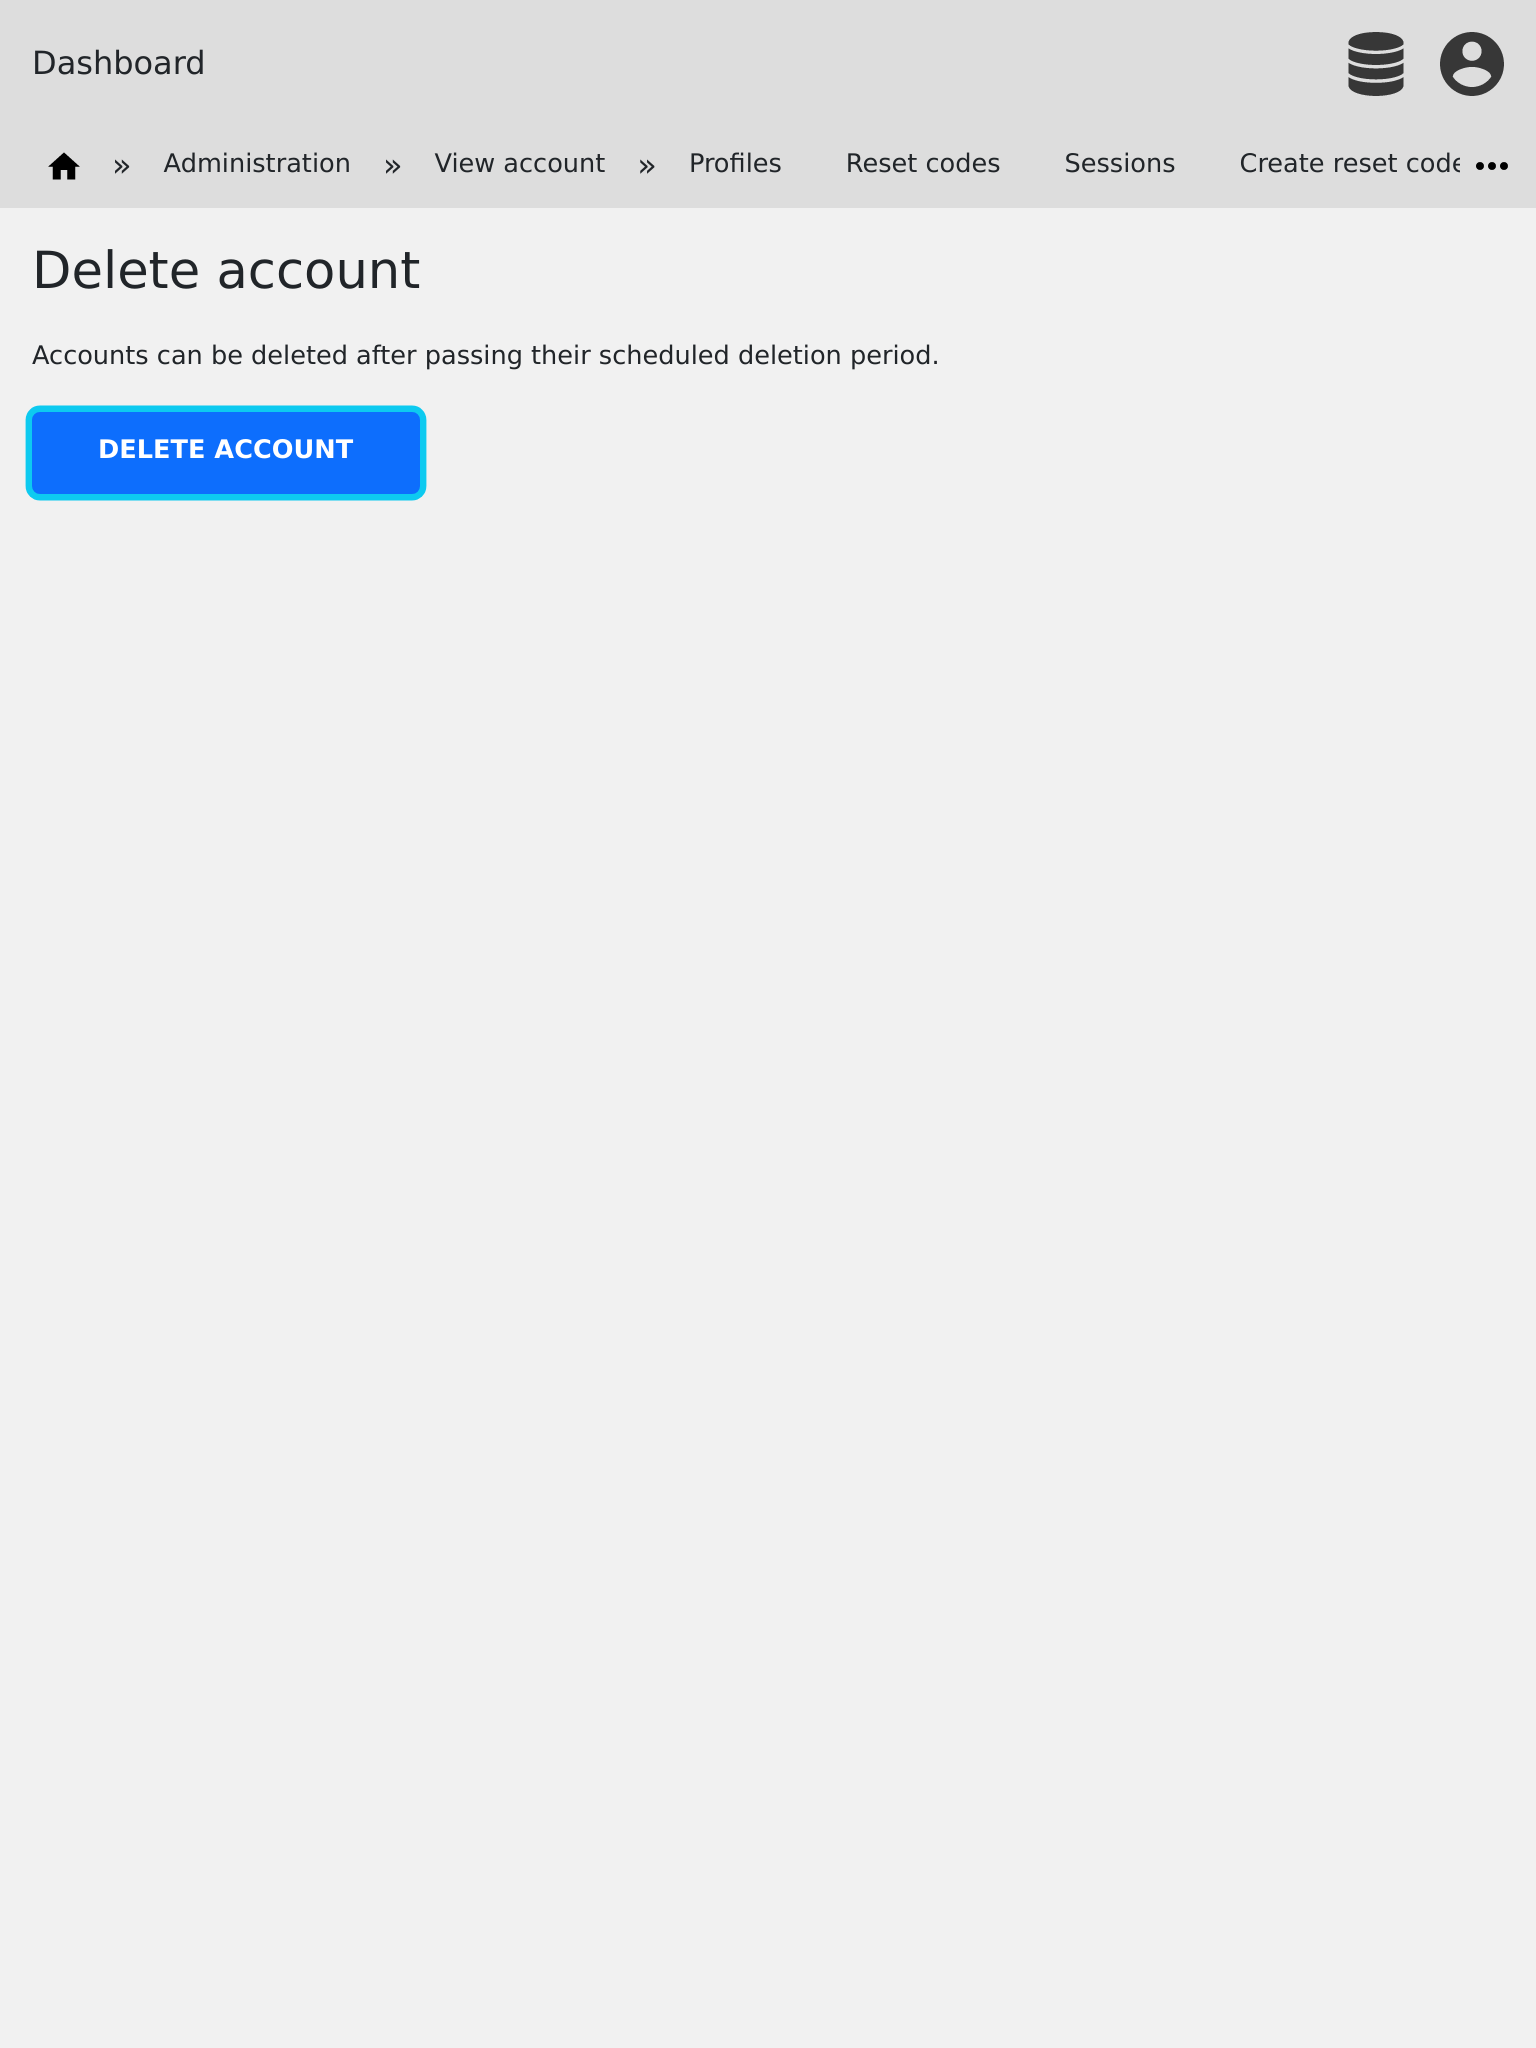 Dashboard
» Administration » View account » Profiles Reset codes Sessions Create reset code
Delete account
Accounts can be deleted after passing their scheduled deletion period.
DELETE ACCOUNT